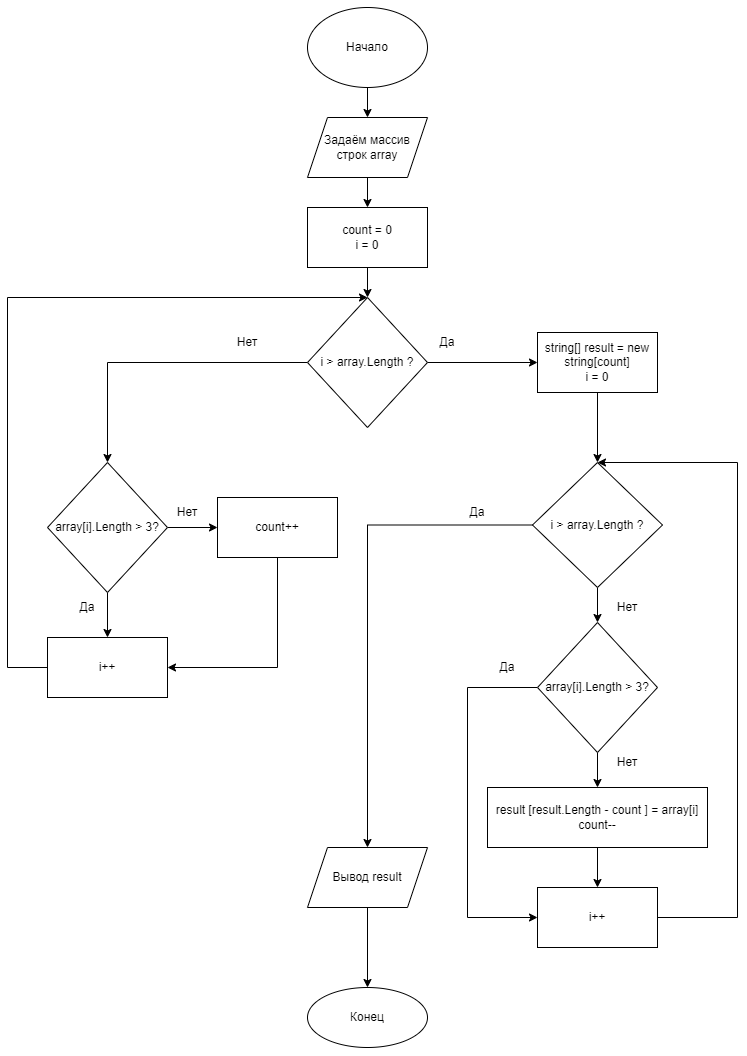 Начало
Задаём массив
строк array
count = 0
i = 0
Нет
i > array.Length ?
Да
string[] result = new
string[count]
i = 0
array[i].Length > 3?
Нет
count++
Да
i++
Да
i > array.Length ?
Нет
Да
array[i].Length > 3?
Нет
result [result.Length - count ] = array[i]
count--
Вывод result
i++
Конец